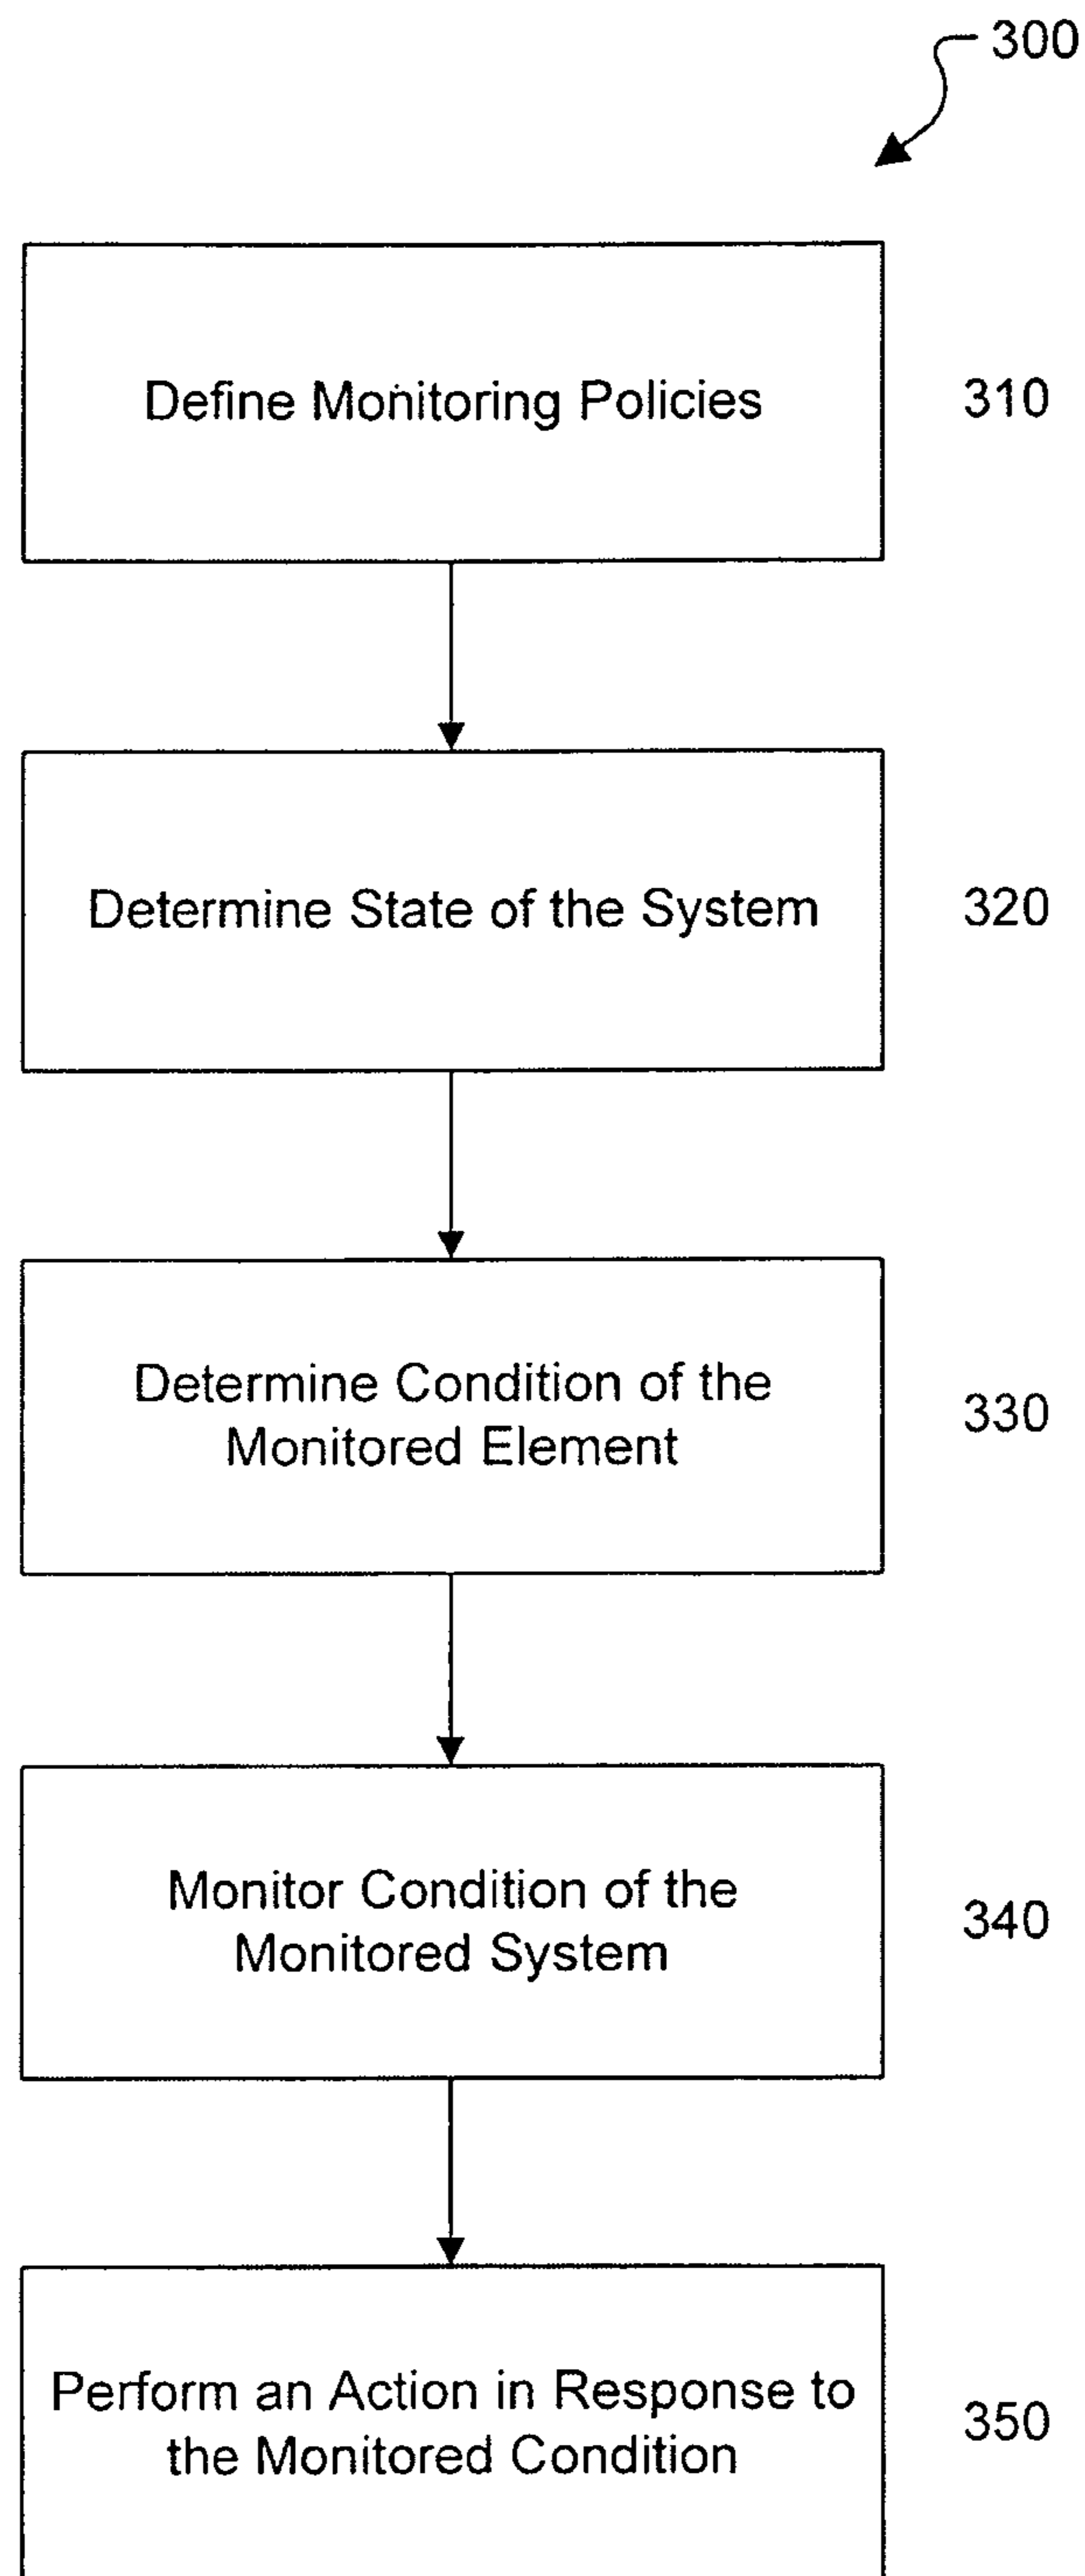 300
Define Monitoring Policies
310
Determine State of the System
320
Determine Condition of the
Monitored Element
330
Monitor Condition of the
Monitored System
340
Perform an Action in Response to
the Monitored Condition
350